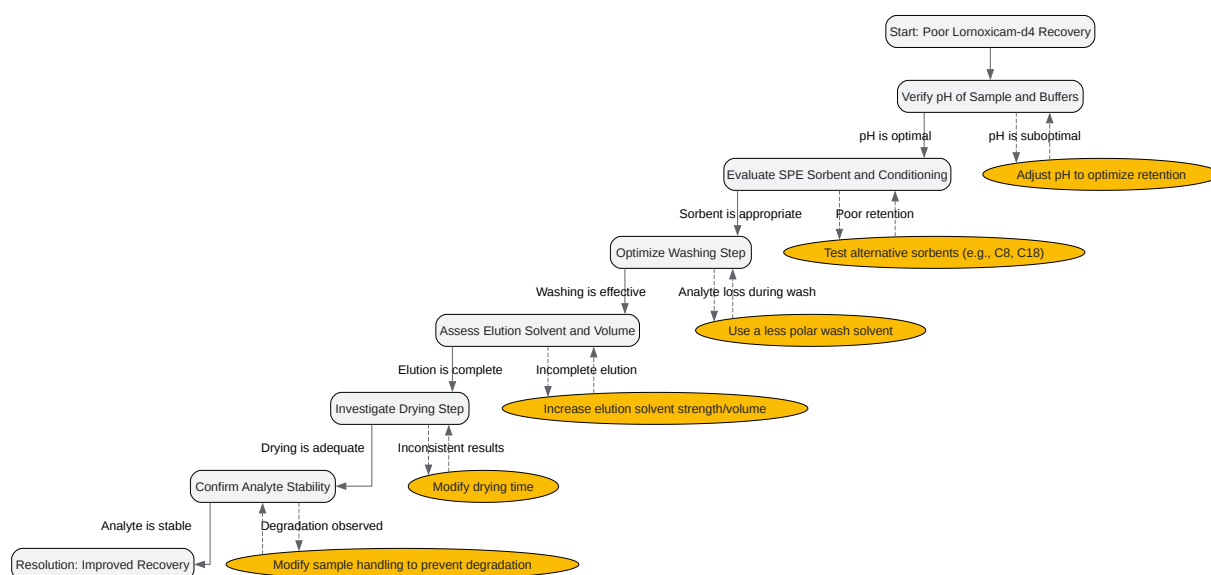 Start: Poor Lornoxicam-d4 Recovery
Verify pH of Sample and Buffers
pH is optimal
pH is suboptimal
Evaluate SPE Sorbent and Conditioning
Adjust pH to optimize retention
Sorbent is appropriate
Poor retention
Optimize Washing Step
Test alternative sorbents (e.g., C8, C18)
Washing is effective
Analyte loss during wash
Assess Elution Solvent and Volume
Use a less polar wash solvent
Elution is complete
Incomplete elution
Investigate Drying Step
Increase elution solvent strength/volume
Drying is adequate
Inconsistent results
Confirm Analyte Stability
Modify drying time
Analyte is stable
Degradation observed
Resolution: Improved Recovery
Modify sample handling to prevent degradation